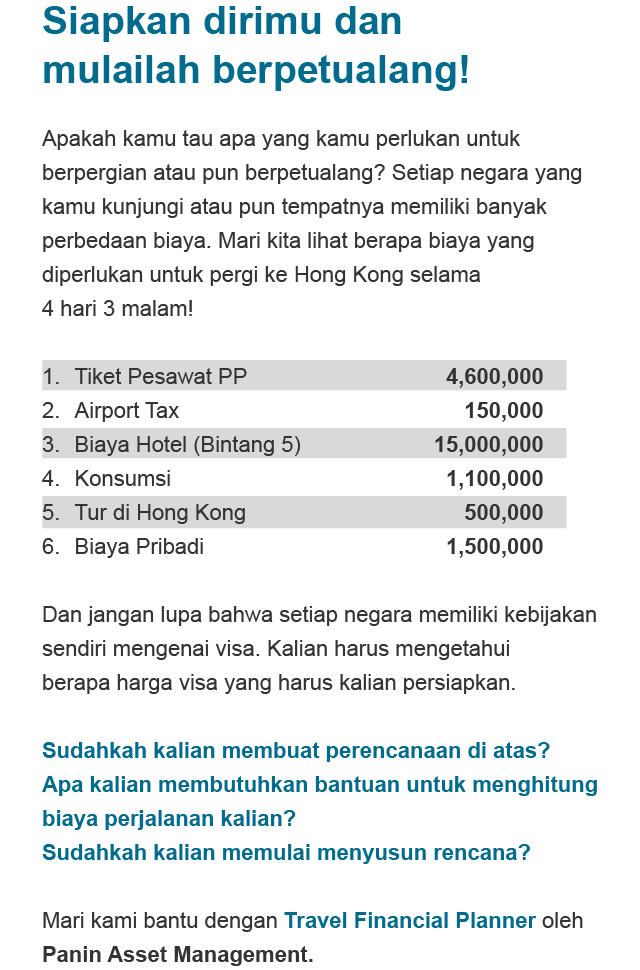 Siapkan dirimu dan
mulailah berpetualang!
Apakah kamu tau apa yang kamu perlukan untuk
berpergian atau pun berpetualang? Setiap negara yang
kamu kunjungi atau pun tempatnya memiliki banyak
perbedaan biaya. Mari kita lihat berapa biaya yang
diperlukan untuk pergi ke Hong Kong selama
4 hari 3 malam!
1. Tiket Pesawat PP 4,600,000
2. Airport Tax 150,000
3. Biaya Hotel (Bintang 5) 15,000,000
4. Konsumsi 1,100,000
5. Tur di Hong Kong 500,000
6. Biaya Pribadi 1,500,000
Dan jangan lupa bahwa setiap negara memiliki kebijakan
sendiri mengenai visa. Kalian harus mengetahui
berapa harga visa yang harus kalian persiapkan.
Sudahkah kalian membuat perencanaan di atas?
Apa kalian membutuhkan bantuan untuk menghitung
biaya perjalanan kalian?
Sudahkah kalian memulai menyusun rencana?
Mari kami bantu dengan Travel Financial Planner oleh
Panin Asset Management.